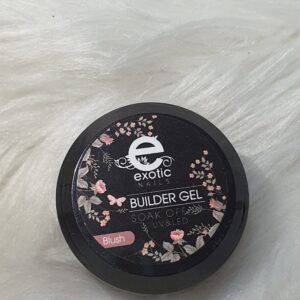 e
exotic
NAILS
BUILDER GEL
SOAK OFF
UV&LED
Blush